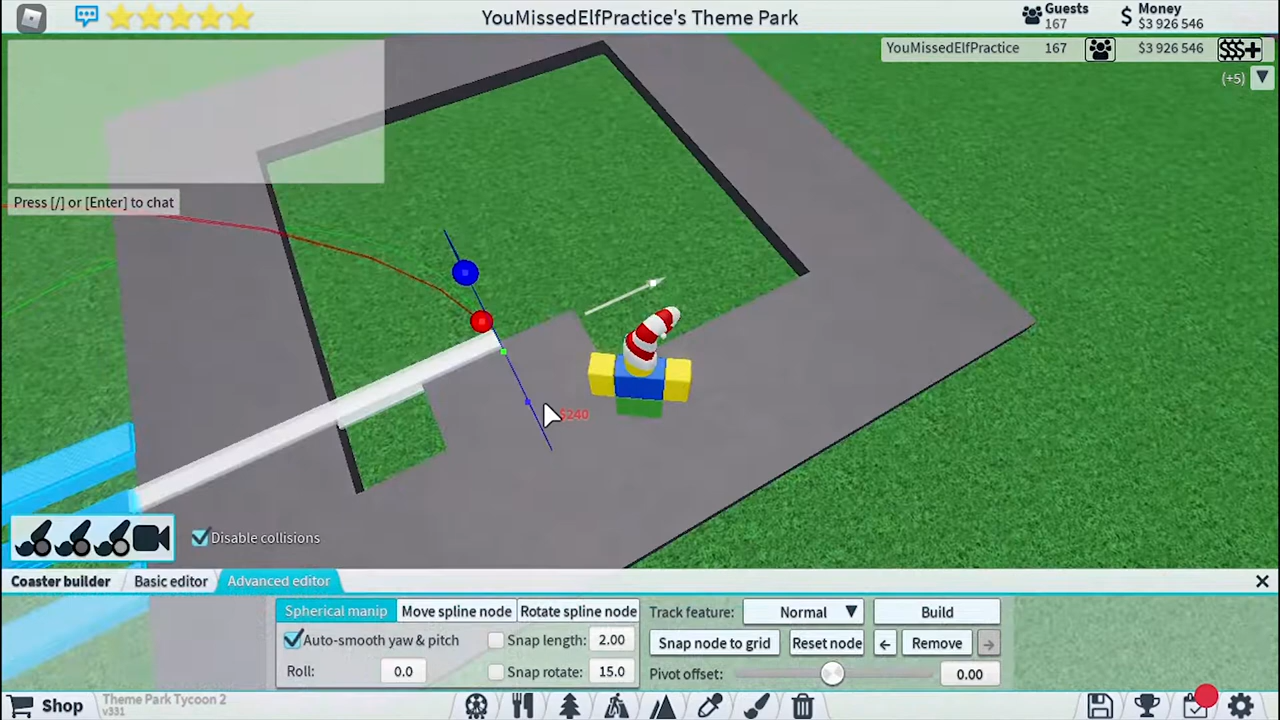 YouMissedElfPractice's Theme Park
Guests
167
Money
$3 926 546
YouMissedElfPractice 167 $3 926 546 $$$+
(+5) ▼
Press [/] or [Enter] to chat
$240
Disable collisions
Coaster builder Basic editor Advanced editor
Spherical manip Move spline node Rotate spline node Track feature: Normal ▼ Build
Auto-smooth yaw & pitch Snap length: 2.00 Snap node to grid Reset node ← Remove →
Roll: 0.0 Snap rotate: 15.0 Pivot offset: 0.00
Shop Theme Park Tycoon 2
v331